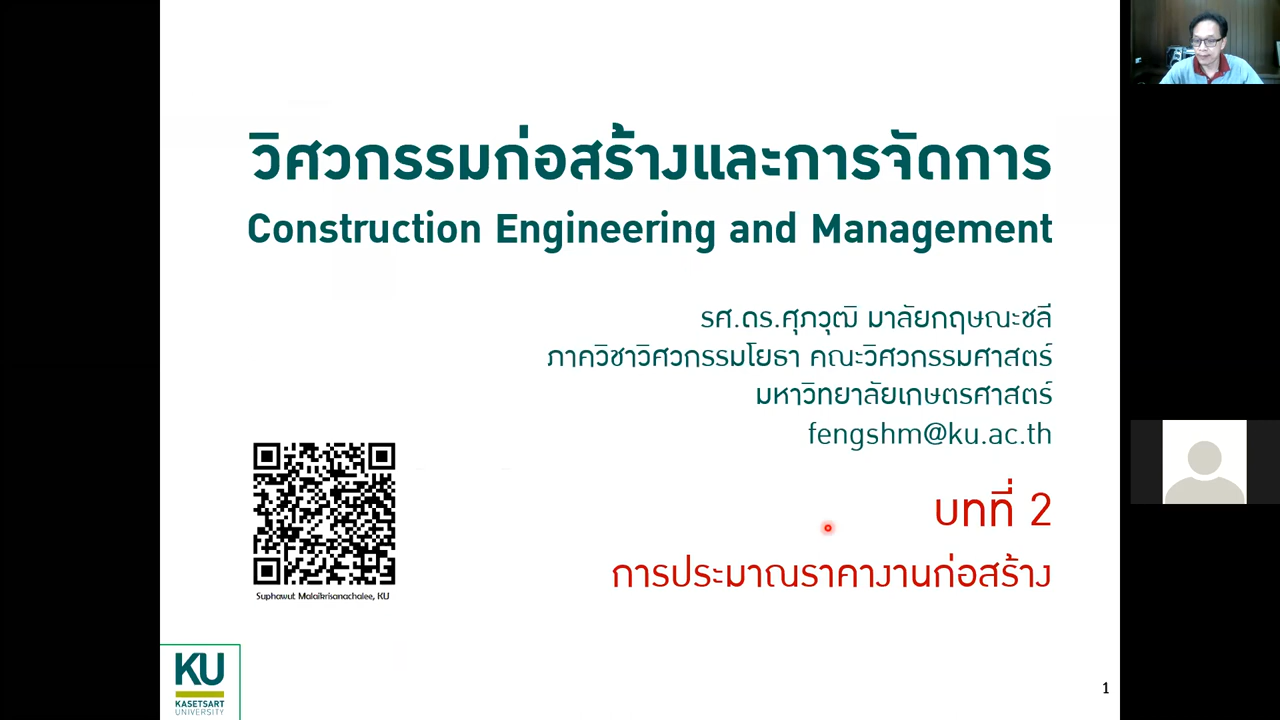 วิศวกรรมก่อสร้างและการจัดการ
Construction Engineering and Management
รศ.ดร.ศุภวุฒิ มาลัยกฤษณะชลี
ภาควิชาวิศวกรรมโยธา คณะวิศวกรรมศาสตร์
มหาวิทยาลัยเกษตรศาสตร์
fengshm@ku.ac.th
บทที่ 2
การประมาณราคางานก่อสร้าง
Suphawut Malaikrisanachalee, KU
KU
KASETSART
UNIVERSITY
1